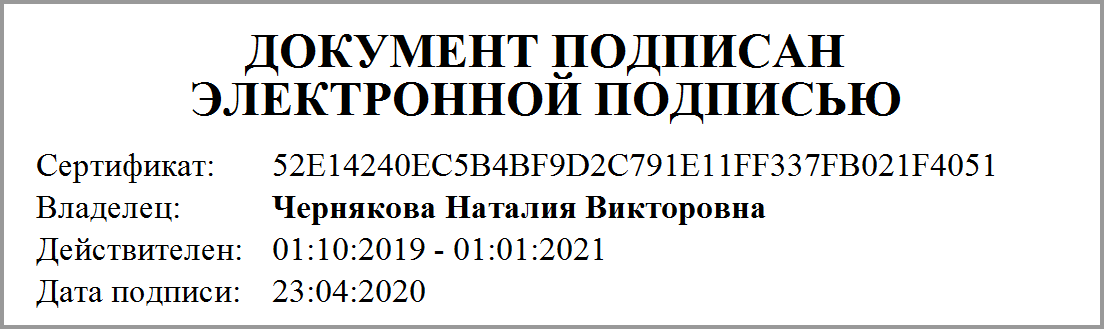 ДОКУМЕНТ ПОДПИСАН
ЭЛЕКТРОННОЙ ПОДПИСЬЮ
Сертификат: 52E14240EC5B4BF9D2C791E11FF337FB021F4051
Владелец: Чернякова Наталия Викторовна
Действителен: 01:10:2019 - 01:01:2021
Дата подписи: 23:04:2020